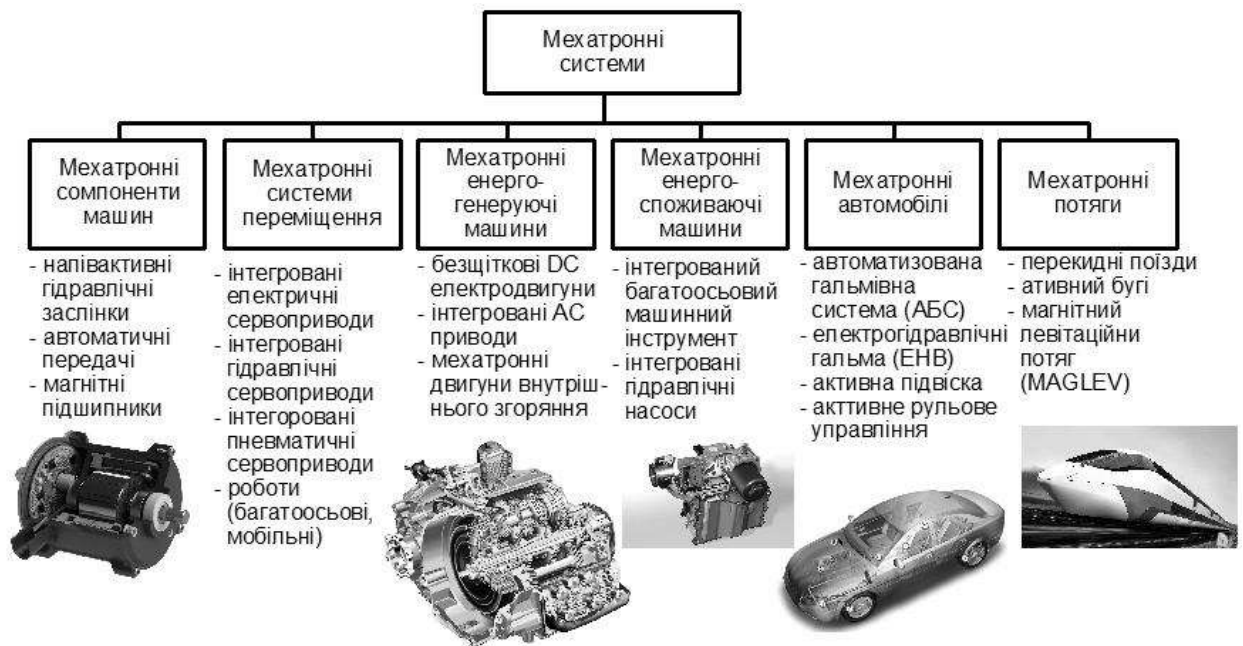 Мехатронні
системи
Мехатронні
сомпоненти
машин
- напівактивні
гідравлічні
заслінки
- автоматичні
передачі
- магнітні
підшипники
Мехатронні
системи
переміщення
- інтегровані
електричні
сервоприводи
- інтегровані
гідравлічні
сервоприводи
- інтегоровані
пневматичні
сервоприводи
- роботи
(багатоосьові,
мобільні)
Мехатронні
енерго-
генеруючі
машини
- безщіткові DC
електродвигуни
- інтегровані AC
приводи
- мехатронні
двигуни внутріш-
нього згоряння
Мехатронні
енерго-
споживаючі
машини
- інтегрований
багатоосьовий
машинний
інструмент
- інтегровані
гідравлічні
насоси
Мехатронні
автомобілі
- автоматизована
гальмівна
система (АБС)
- електрогідравлічні
гальма (ЕНВ)
- активна підвіска
- акттивне рульове
управління
Мехатронні
потяги
- перекидні поїзди
- ативний бугі
- магнітний
левітаційни
потяг
(MAGLEV)